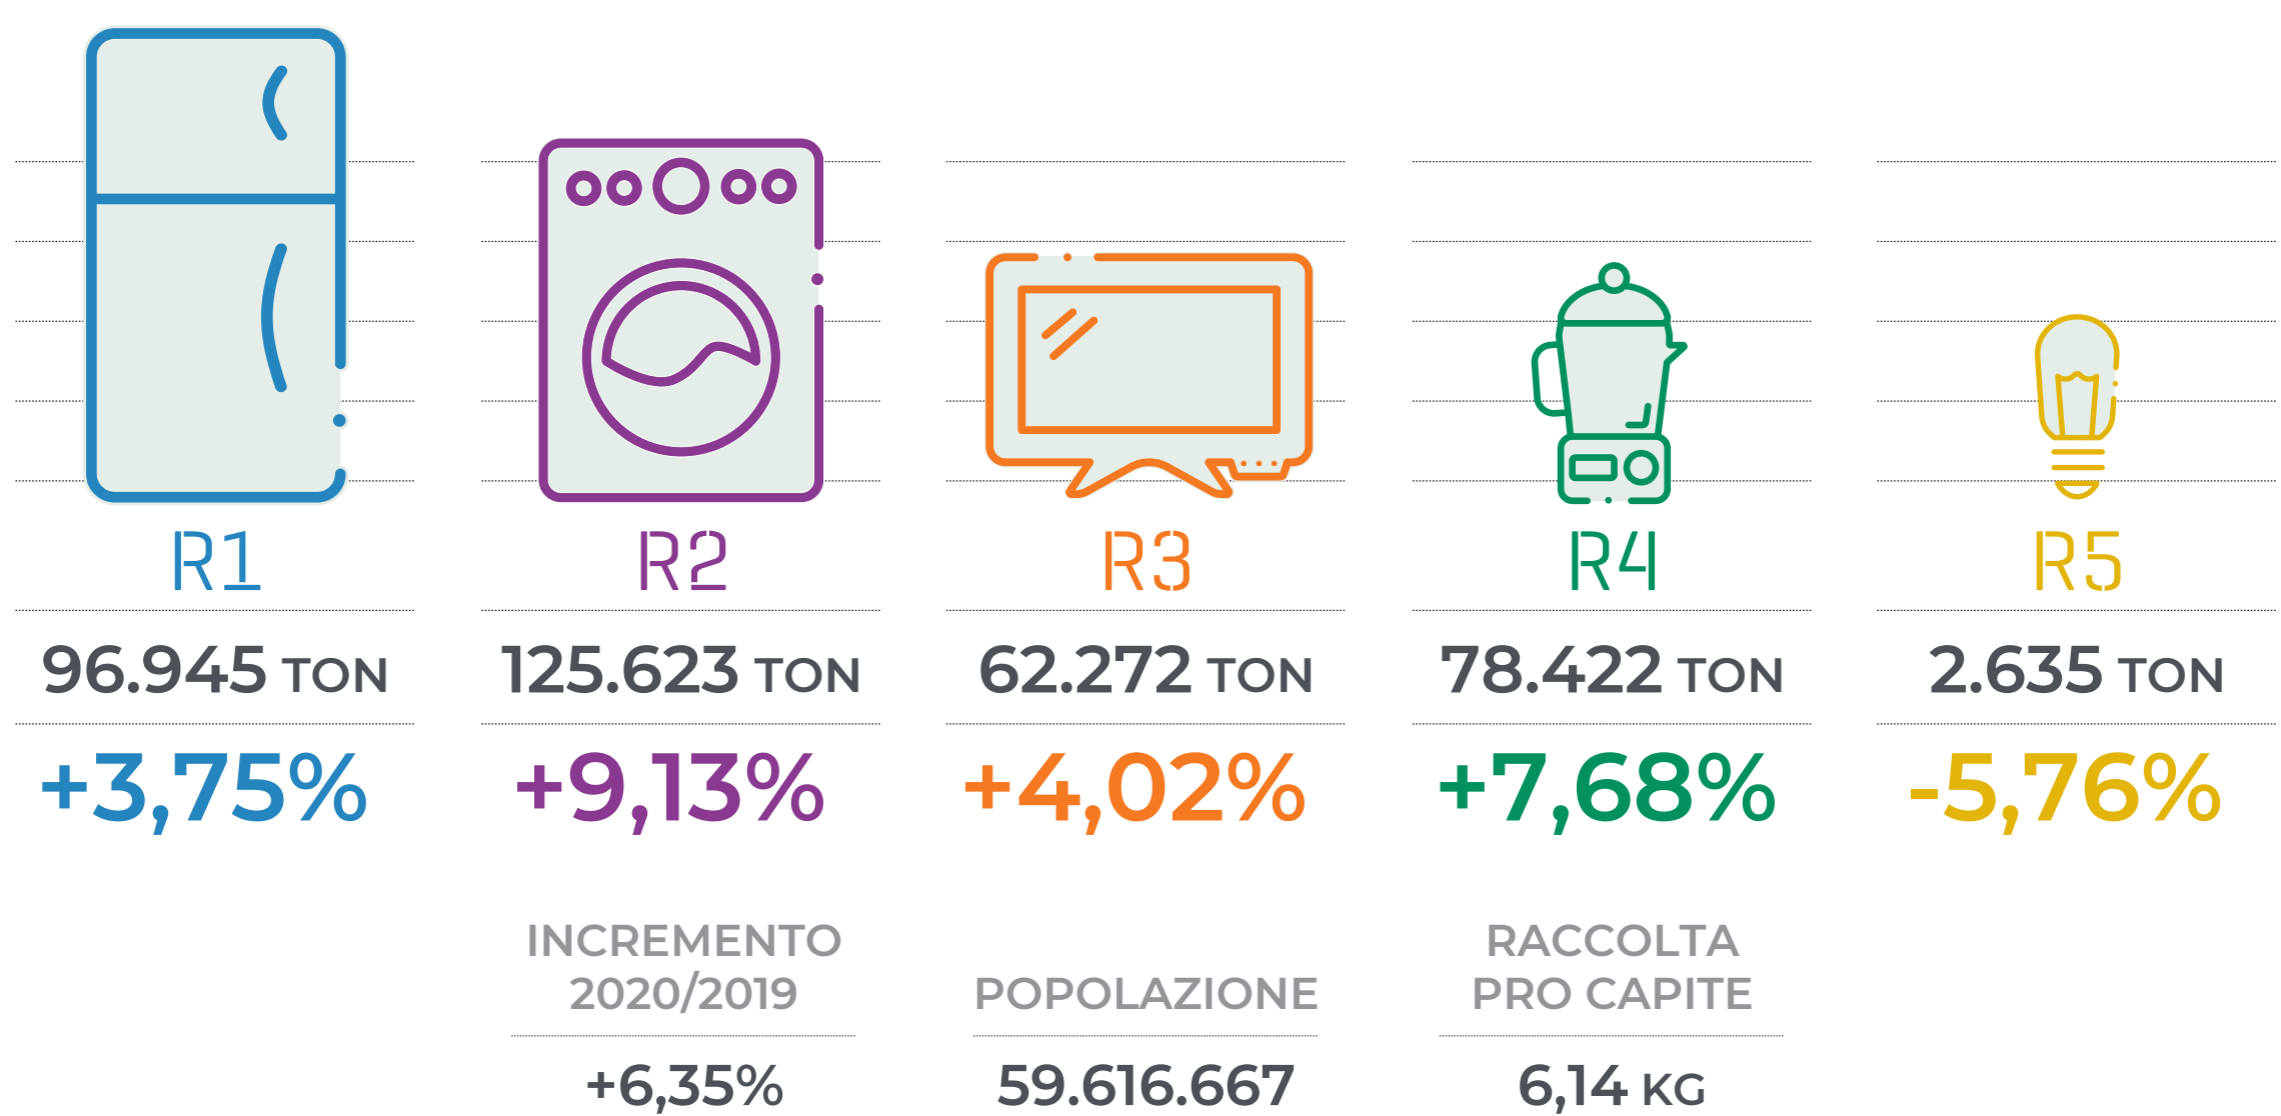 R1 R2 R3 R4 R5
96.945 TON 125.623 TON 62.272 TON 78.422 TON 2.635 TON
+3,75% +9,13% +4,02% +7,68% -5,76%
INCREMENTO
2020/2019
+6,35%
POPOLAZIONE
59.616.667
RACCOLTA
PRO CAPITE
6,14 KG